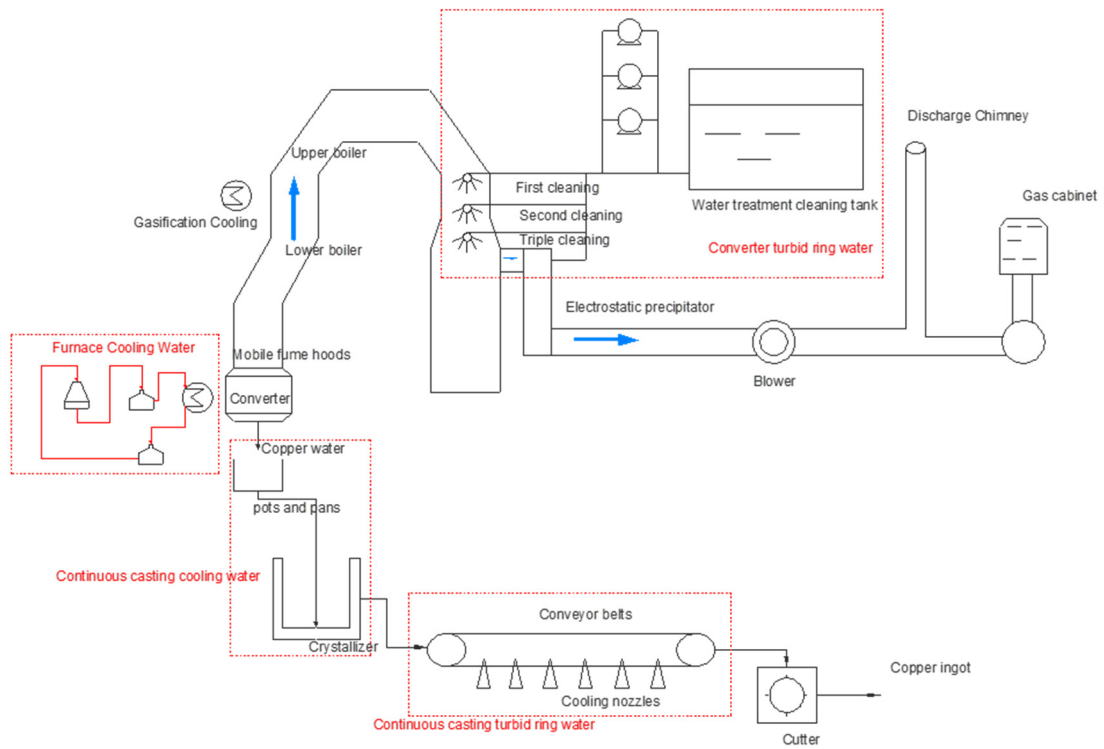 Discharge Chimney
Upper boiler
First cleaning
Gas cabinet
Gasification Cooling
Second cleaning
Water treatment cleaning tank
Triple cleaning
Converter turbid ring water
Lower boiler
Electrostatic precipitator
Furnace Cooling Water
Mobile fume hoods
Blower
Converter
Copper water
pots and pans
Continuous casting cooling water
Conveyor belts
Crystallizer
Copper ingot
Cooling nozzles
Continuous casting turbid ring water
Cutter